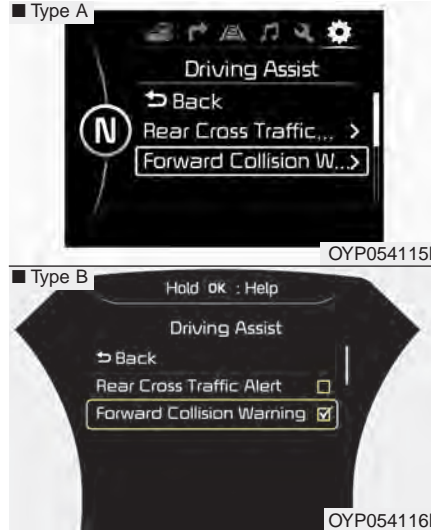 ■ Type A
Driving Assist
Back
N
Rear Cross Traffic... >
Forward Collision W...>
OYP054115
■ Type B
Hold OK : Help
Driving Assist
Back
Rear Cross Traffic Alert
Forward Collision Warning
OYP054116